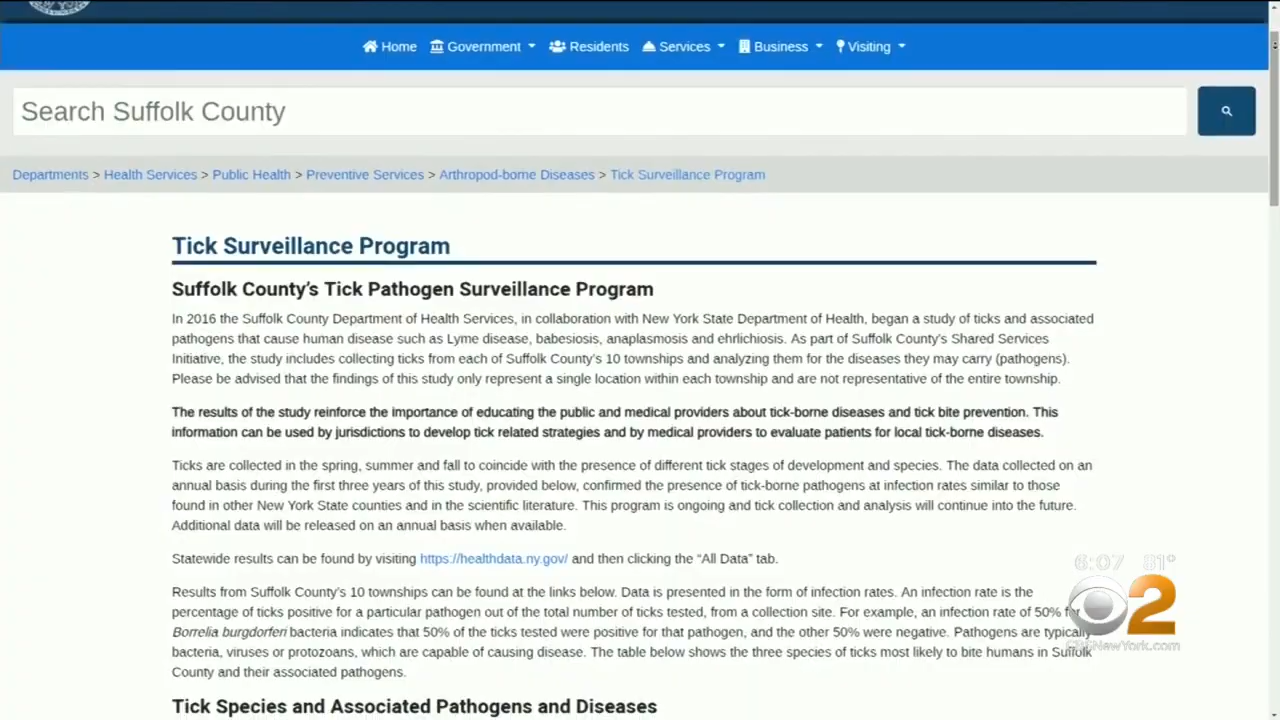 Home Government Residents Services Business Visiting
Search Suffolk County
Departments > Health Services > Public Health > Preventive Services > Arthropod-borne Diseases > Tick Surveillance Program
Tick Surveillance Program
Suffolk County’s Tick Pathogen Surveillance Program
In 2016 the Suffolk County Department of Health Services, in collaboration with New York State Department of Health, began a study of ticks and associated
pathogens that cause human disease such as Lyme disease, babesiosis, anaplasmosis and ehrlichiosis. As part of Suffolk County’s Shared Services
Initiative, the study includes collecting ticks from each of Suffolk County’s 10 townships and analyzing them for the diseases they may carry (pathogens).
Please be advised that the findings of this study only represent a single location within each township and are not representative of the entire township.
The results of the study reinforce the importance of educating the public and medical providers about tick-borne diseases and tick bite prevention. This
information can be used by jurisdictions to develop tick related strategies and by medical providers to evaluate patients for local tick-borne diseases.
Ticks are collected in the spring, summer and fall to coincide with the presence of different tick stages of development and species. The data collected on an
annual basis during the first three years of this study, provided below, confirmed the presence of tick-borne pathogens at infection rates similar to those
found in other New York State counties and in the scientific literature. This program is ongoing and tick collection and analysis will continue into the future.
Additional data will be released on an annual basis when available.
Statewide results can be found by visiting https://healthdata.ny.gov/ and then clicking the “All Data” tab.
Results from Suffolk County’s 10 townships can be found at the links below. Data is presented in the form of infection rates. An infection rate is the
percentage of ticks positive for a particular pathogen out of the total number of ticks tested, from a collection site. For example, an infection rate of 50% for
Borrelia burgdorferi bacteria indicates that 50% of the ticks tested were positive for that pathogen, and the other 50% were negative. Pathogens are typically
bacteria, viruses or protozoans, which are capable of causing disease. The table below shows the three species of ticks most likely to bite humans in Suffolk
County and their associated pathogens.
Tick Species and Associated Pathogens and Diseases
6:07 81°
2
CBSNewYork.com